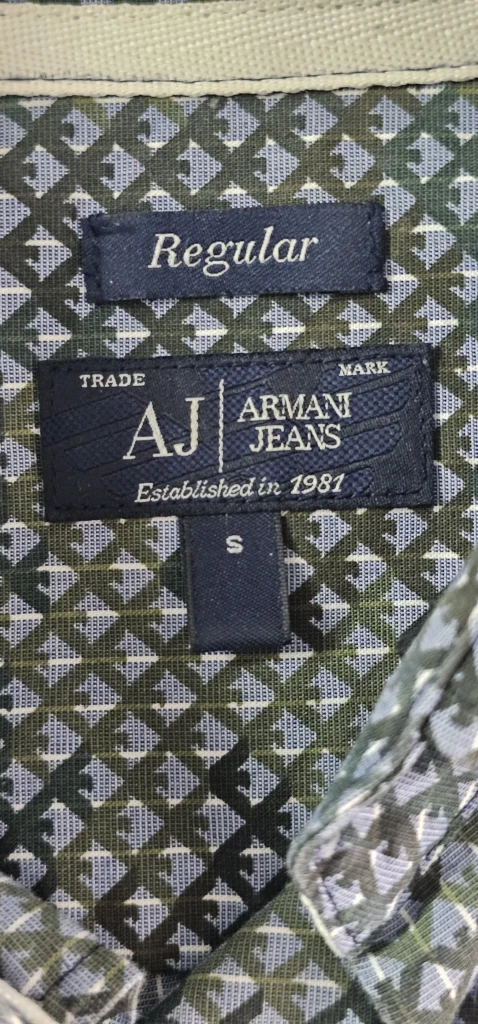 Regular
TRADE MARK
AJ ARMANI
JEANS
Established in 1981
S